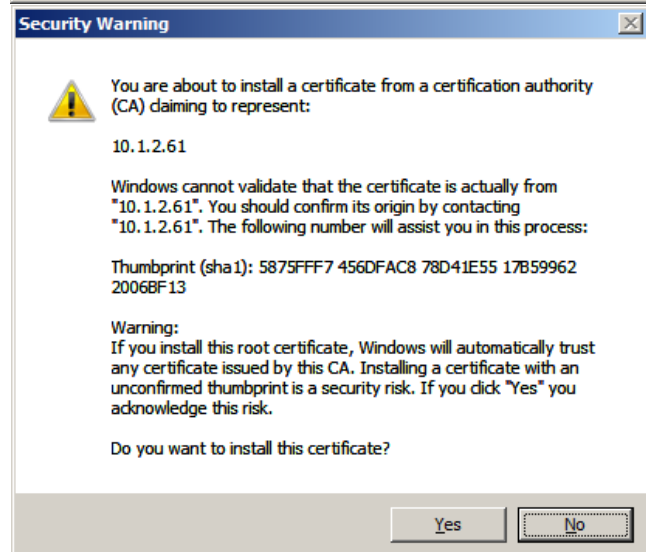 Security Warning
You are about to install a certificate from a certification authority
(CA) claiming to represent:
10.1.2.61
Windows cannot validate that the certificate is actually from
"10.1.2.61". You should confirm its origin by contacting
"10.1.2.61". The following number will assist you in this process:
Thumbprint (sha1): 5875FFF7 456DFAC8 78D41E55 17B59962
2006BF13
Warning:
If you install this root certificate, Windows will automatically trust
any certificate issued by this CA. Installing a certificate with an
unconfirmed thumbprint is a security risk. If you click "Yes" you
acknowledge this risk.
Do you want to install this certificate?
Yes No